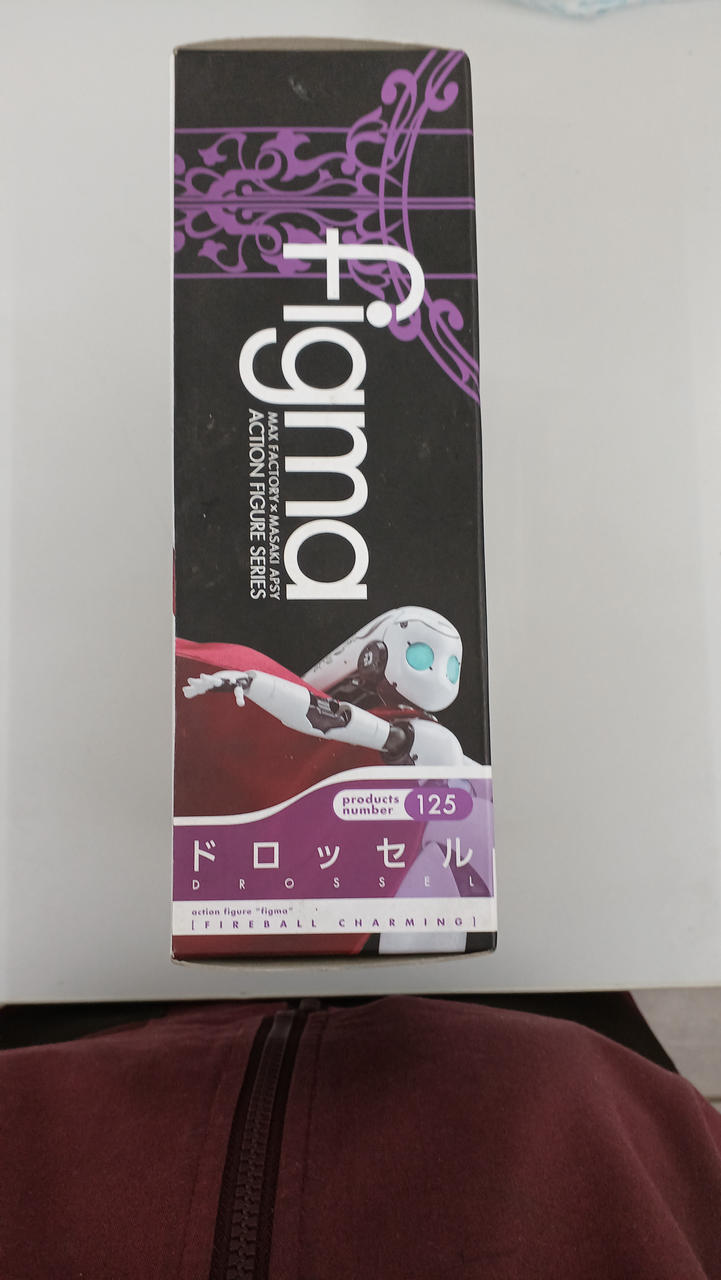 figma
MAX FACTORY × MASAKI APSY
ACTION FIGURE SERIES
products
number 125
ドロッセル
DROSSEL
action figure "figma"
[FIREBALL CHARMING]